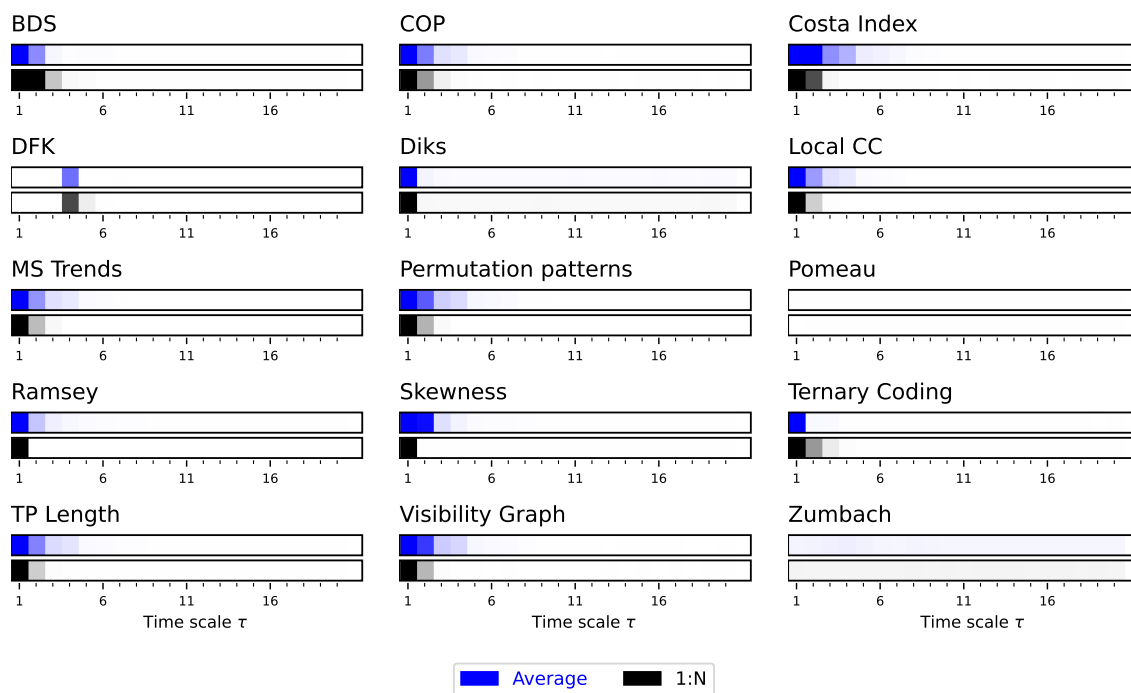 BDS
COP
Costa Index
1 6 11 16
1 6 11 16
1 6 11 16
DFK
Diks
Local CC
1 6 11 16
1 6 11 16
1 6 11 16
MS Trends
Permutation patterns
Pomeau
1 6 11 16
1 6 11 16
1 6 11 16
Ramsey
Skewness
Ternary Coding
1 6 11 16
1 6 11 16
1 6 11 16
TP Length
Visibility Graph
Zumbach
1 6 11 16
1 6 11 16
1 6 11 16
Time scale τ
Time scale τ
Time scale τ
Average
1:N